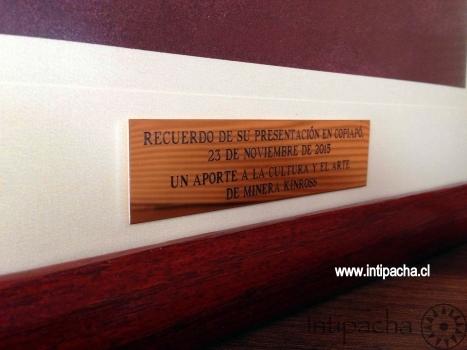 RECUERDO DE SU PRESENTACIÓN EN COPIAPÓ,
23 DE NOVIEMBRE DE 2015
UN APORTE A LA CULTURA Y EL ARTE
DE MINERA KINROSS
www.intipacha.cl
Intipacha